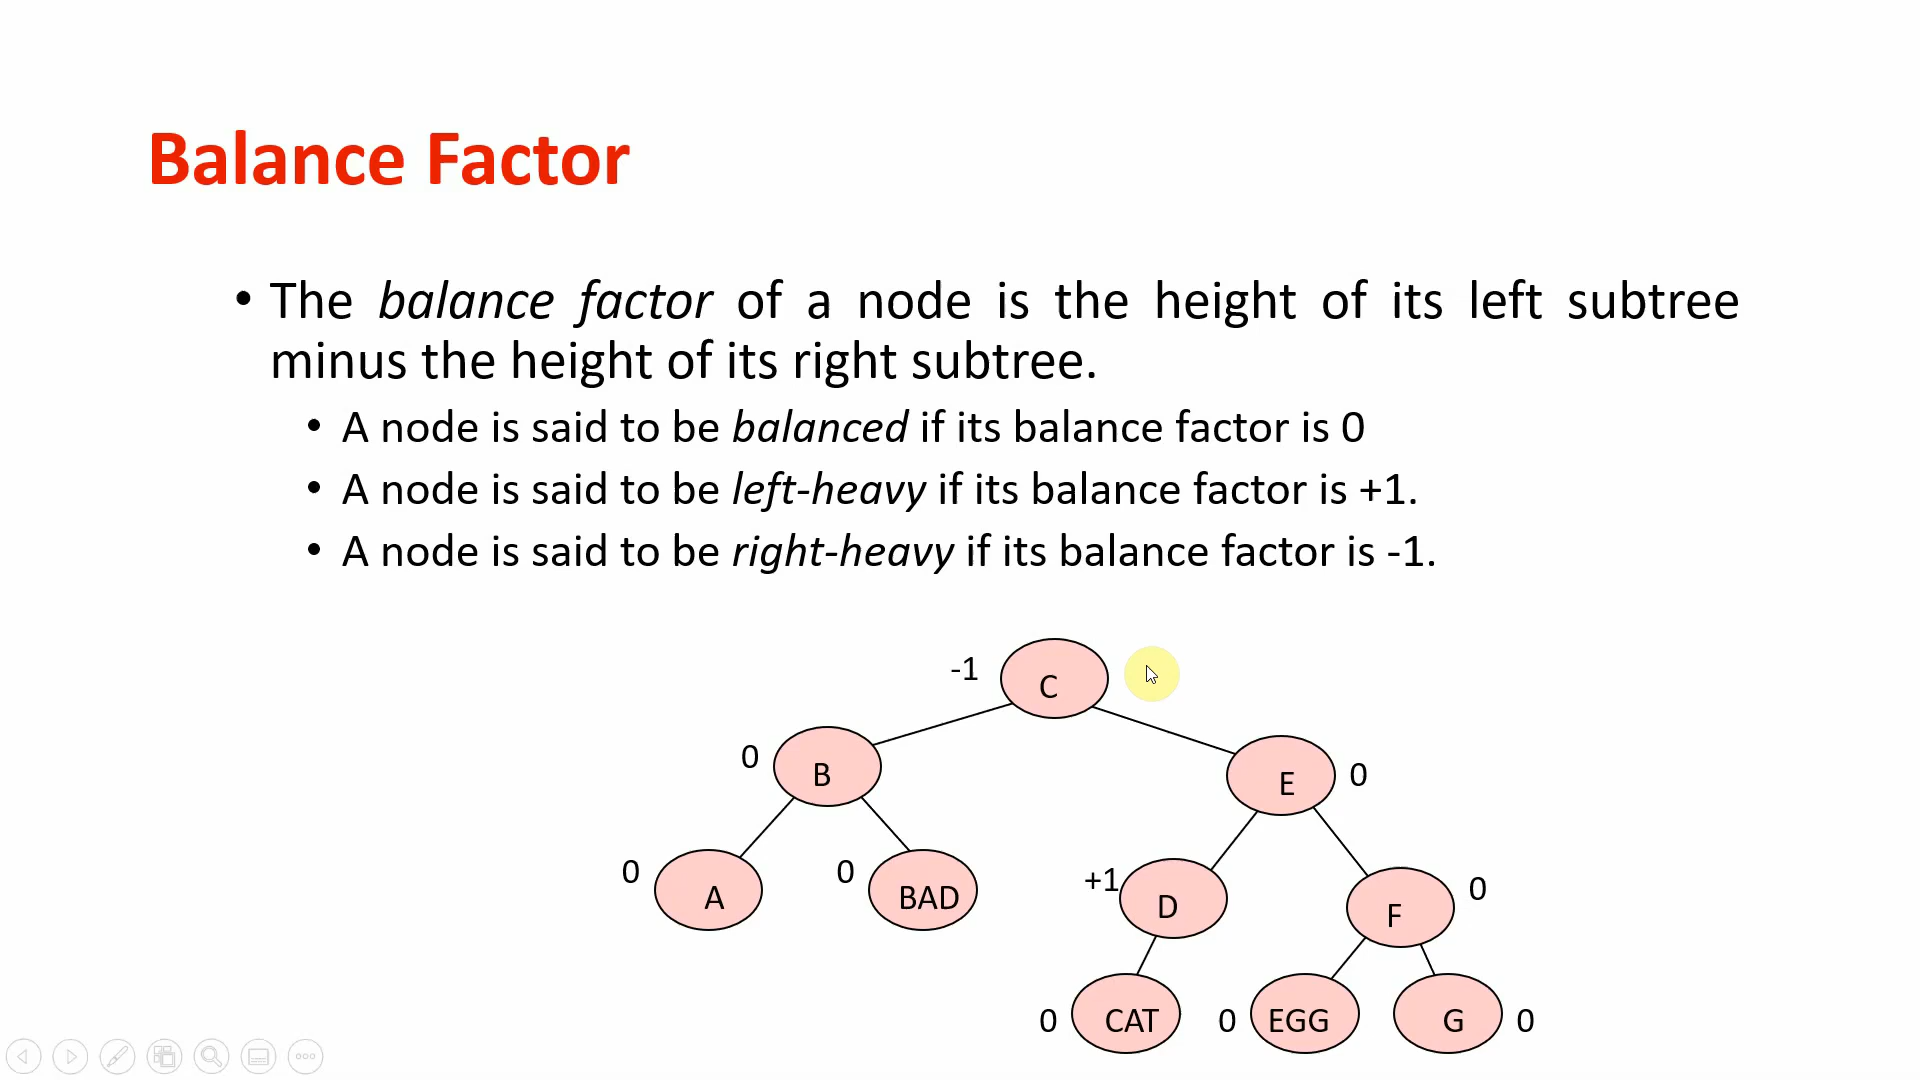 Balance Factor
• The balance factor of a node is the height of its left subtree
minus the height of its right subtree.
• A node is said to be balanced if its balance factor is 0
• A node is said to be left-heavy if its balance factor is +1.
• A node is said to be right-heavy if its balance factor is -1.
-1 C
0 B
E 0
0 A
0 BAD
+1 D
F 0
0 CAT
0 EGG
G 0